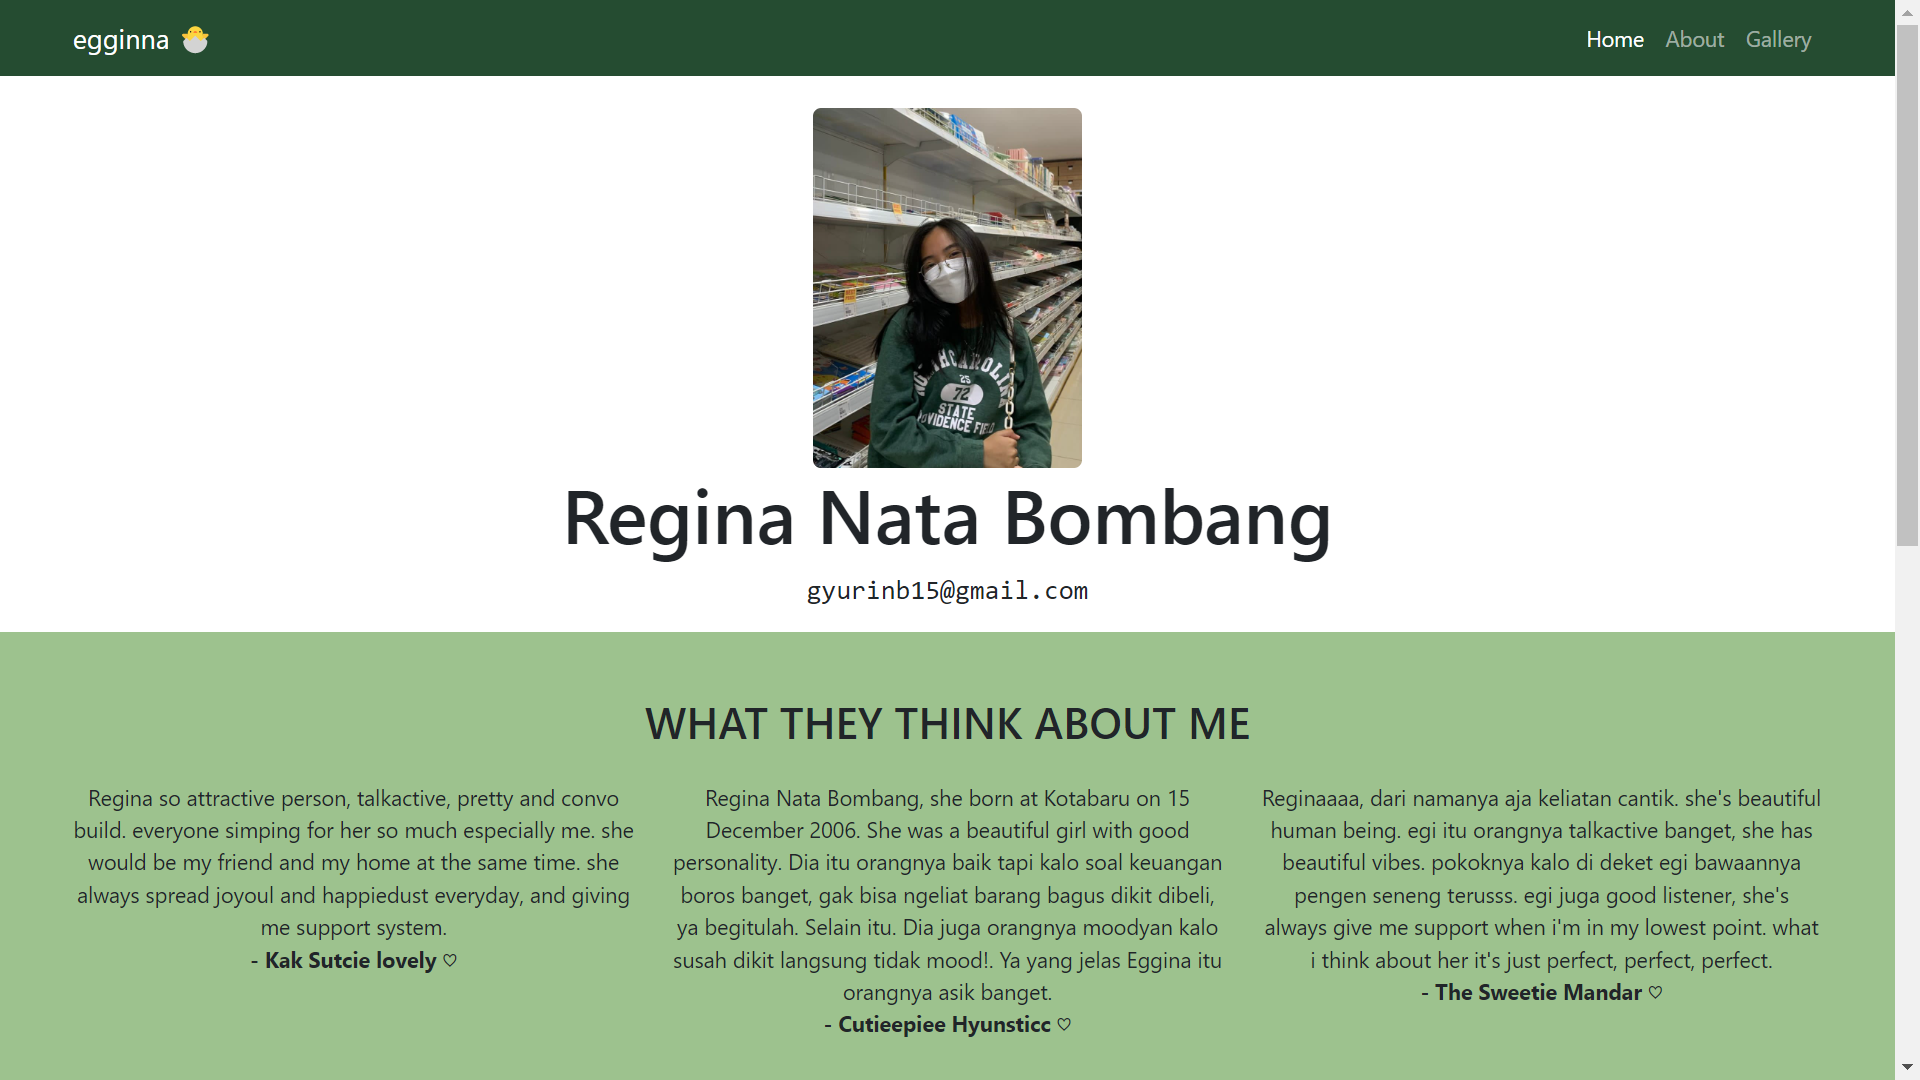 egginna 🐣
Home About Gallery
NORTH CAROLINA
25
72
STATE
OVIDENCE FIELD
Regina Nata Bombang
gyurinb15@gmail.com
WHAT THEY THINK ABOUT ME
Regina so attractive person, talkactive, pretty and convo
build. everyone simping for her so much especially me. she
would be my friend and my home at the same time. she
always spread joyoul and happiedust everyday, and giving
me support system.
- Kak Sutcie lovely ♡
Regina Nata Bombang, she born at Kotabaru on 15
December 2006. She was a beautiful girl with good
personality. Dia itu orangnya baik tapi kalo soal keuangan
boros banget, gak bisa ngeliat barang bagus dikit dibeli,
ya begitulah. Selain itu. Dia juga orangnya moodyan kalo
susah dikit langsung tidak mood!. Ya yang jelas Eggina itu
orangnya asik banget.
- Cutieepiee Hyunsticc ♡
Reginaaaa, dari namanya aja keliatan cantik. she's beautiful
human being. egi itu orangnya talkactive banget, she has
beautiful vibes. pokoknya kalo di deket egi bawaannya
pengen seneng terusss. egi juga good listener, she's
always give me support when i'm in my lowest point. what
i think about her it's just perfect, perfect, perfect.
- The Sweetie Mandar ♡